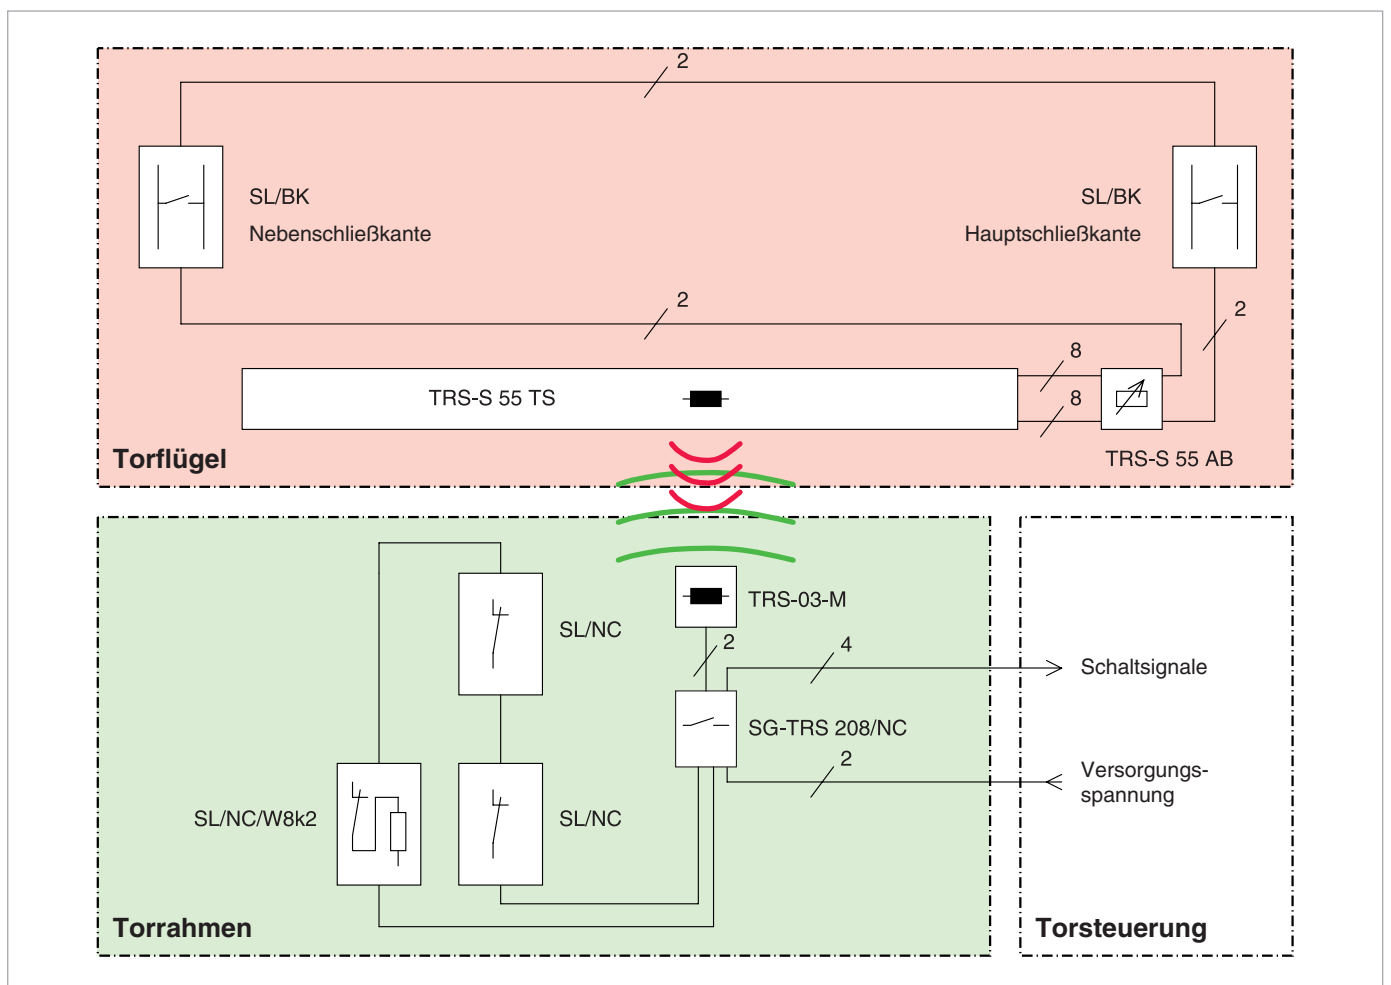 2
SL/BK
Nebenschließkante
SL/BK
Hauptschließkante
2
2
8
8
TRS-S 55 TS
TRS-S 55 AB
Torflügel
TRS-03-M
SL/NC
2
4
Schaltsignale
SG-TRS 208/NC
2
Versorgungs-
spannung
SL/NC/W8k2
SL/NC
Torrahmen
Torsteuerung